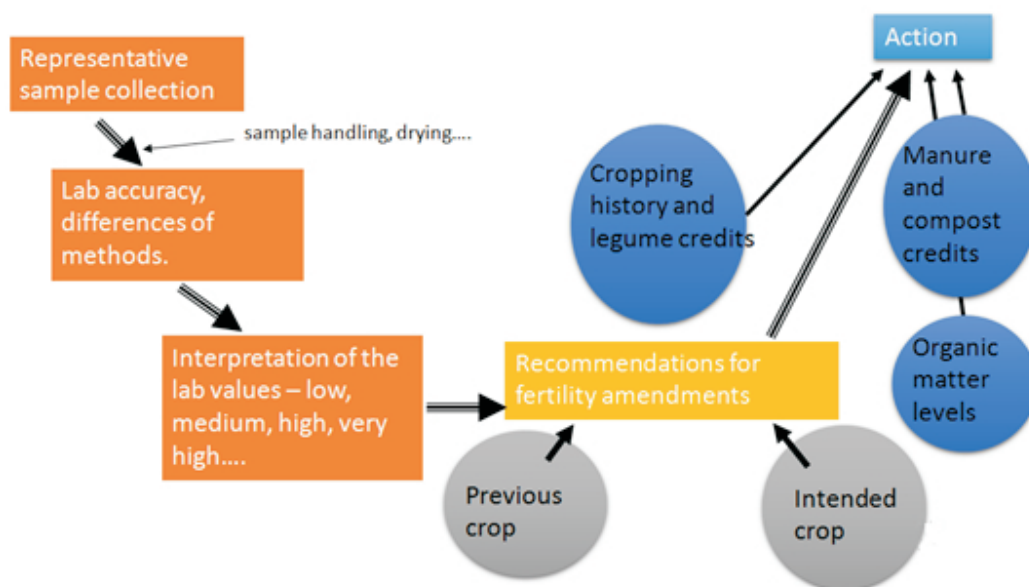 Representative
sample collection
sample handling, drying....
Lab accuracy,
differences of
methods.
Interpretation of the
lab values – low,
medium, high, very
high....
Recommendations for
fertility amendments
Previous
crop
Intended
crop
Cropping
history and
legume credits
Action
Manure
and
compost
credits
Organic
matter
levels